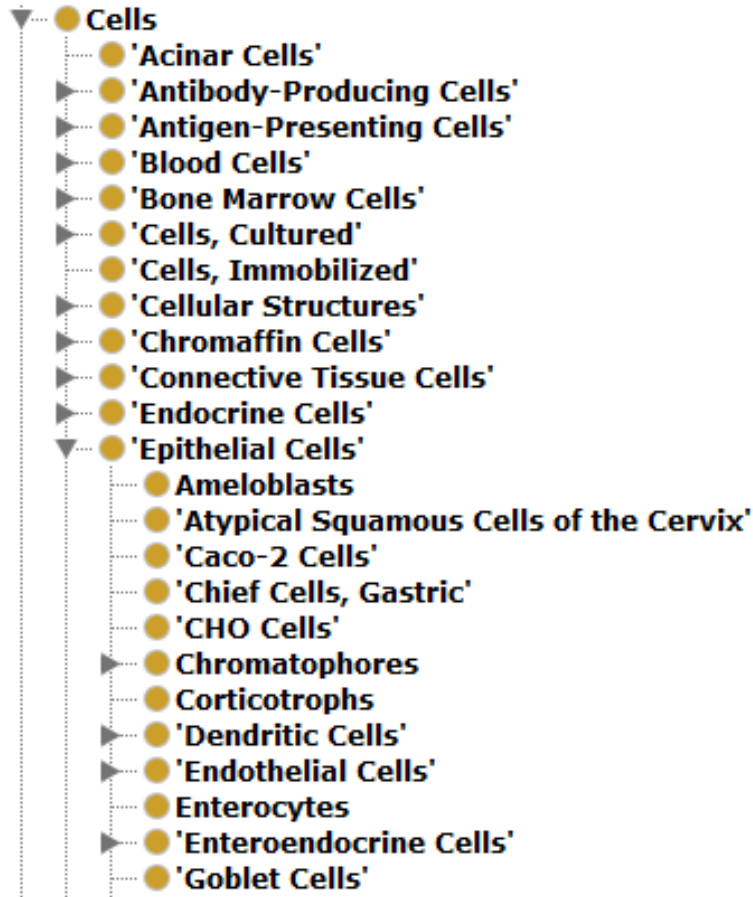 Cells
'Acinar Cells'
'Antibody-Producing Cells'
'Antigen-Presenting Cells'
'Blood Cells'
'Bone Marrow Cells'
'Cells, Cultured'
'Cells, Immobilized'
'Cellular Structures'
'Chromaffin Cells'
'Connective Tissue Cells'
'Endocrine Cells'
'Epithelial Cells'
Ameloblasts
'Atypical Squamous Cells of the Cervix'
'Caco-2 Cells'
'Chief Cells, Gastric'
'CHO Cells'
Chromatophores
Corticotrophs
'Dendritic Cells'
'Endothelial Cells'
Enterocytes
'Enteroendocrine Cells'
'Goblet Cells'